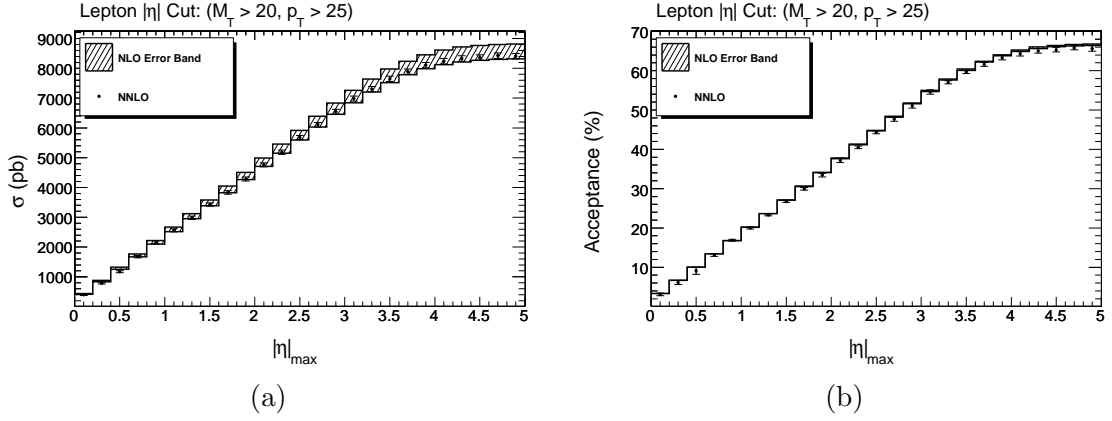 Lepton |η| Cut: (M_T > 20, p_T > 25)
9000
8000
7000
6000
5000
4000
3000
2000
1000
σ (pb)
NLO Error Band
NNLO
0 0.5 1 1.5 2 2.5 3 3.5 4 4.5 5
|η|_max
(a)
Lepton |η| Cut: (M_T > 20, p_T > 25)
70
60
50
40
30
20
10
Acceptance (%)
NLO Error Band
NNLO
0 0.5 1 1.5 2 2.5 3 3.5 4 4.5 5
|η|_max
(b)